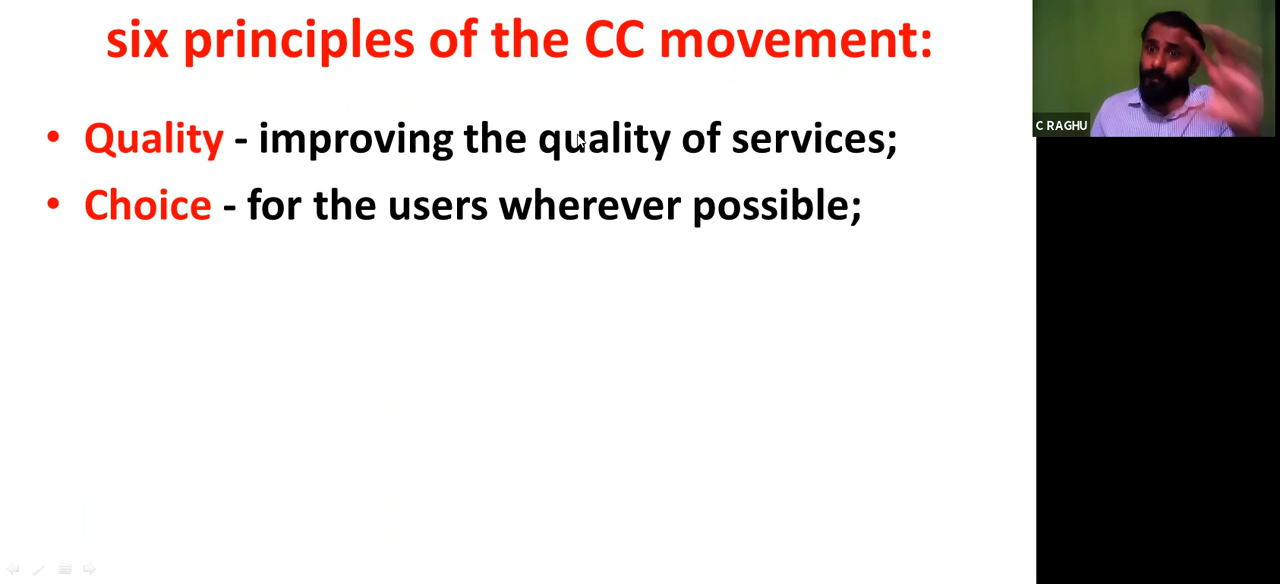 six principles of the CC movement:
• Quality - improving the quality of services;
• Choice - for the users wherever possible;
C RAGHU